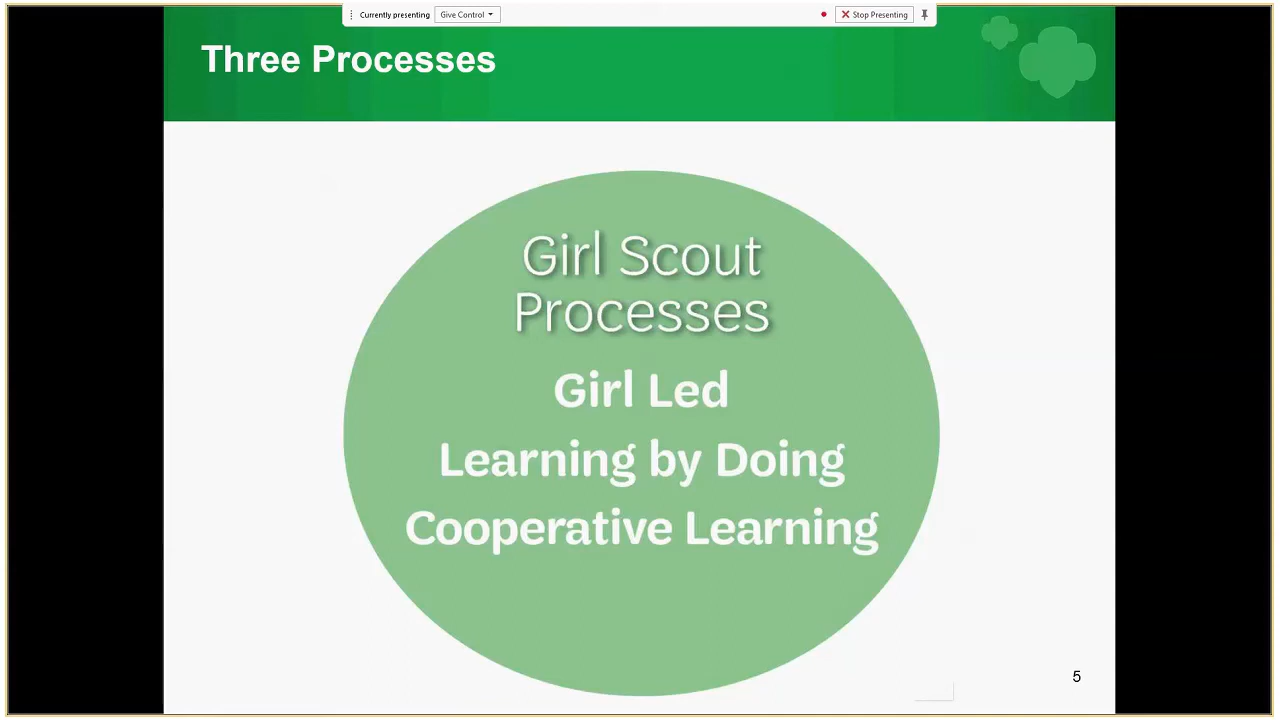 Currently presenting
Give Control
Stop Presenting
Three Processes
Girl Scout
Processes
Girl Led
Learning by Doing
Cooperative Learning
5